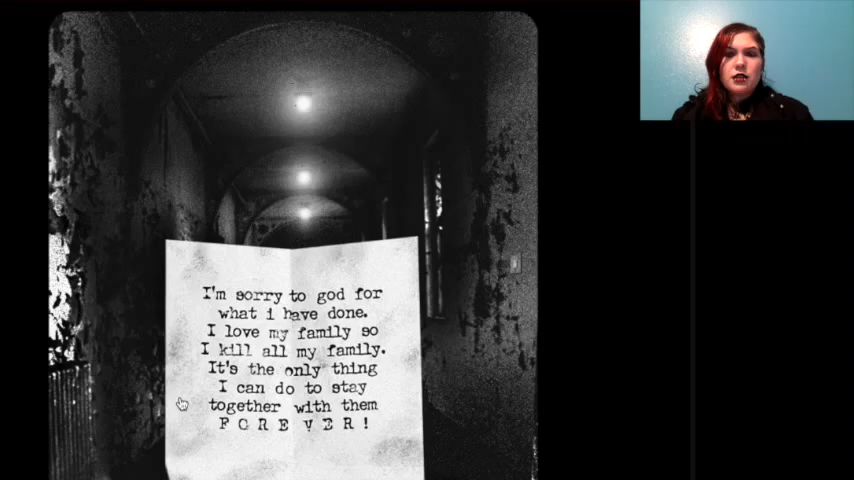 I'm sorry to god for
what i have done.
I love my family so
I kill all my family.
It's the only thing
I can do to stay
together with them
F O R E V E R !